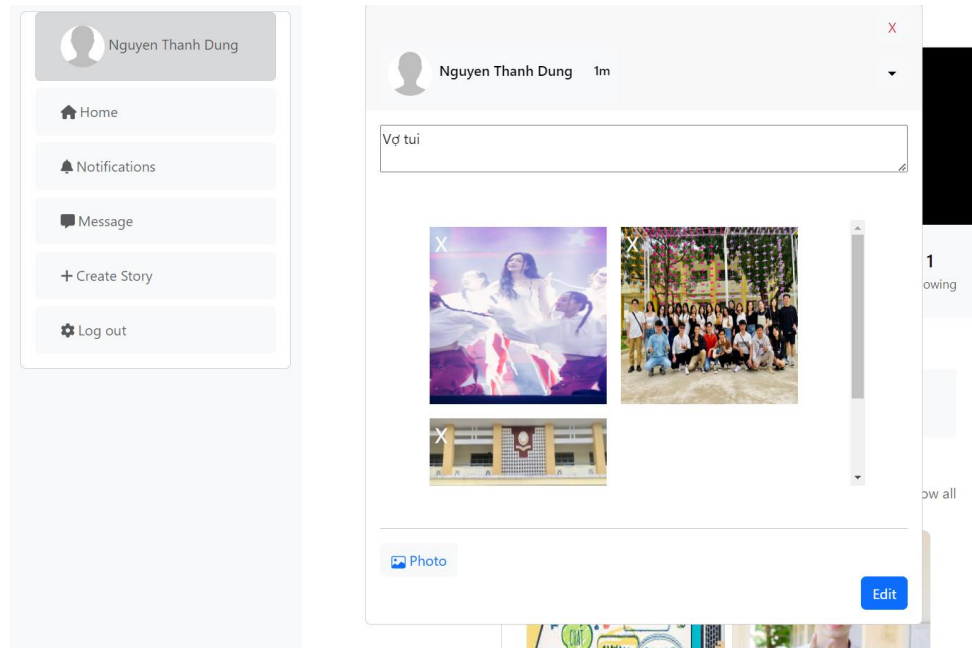 Nguyen Thanh Dung
Home
Notifications
Message
Create Story
Log out
X
Nguyen Thanh Dung 1m
Vợ tui
X
X
X
Photo
Edit
1
owing
ow all
CHAT